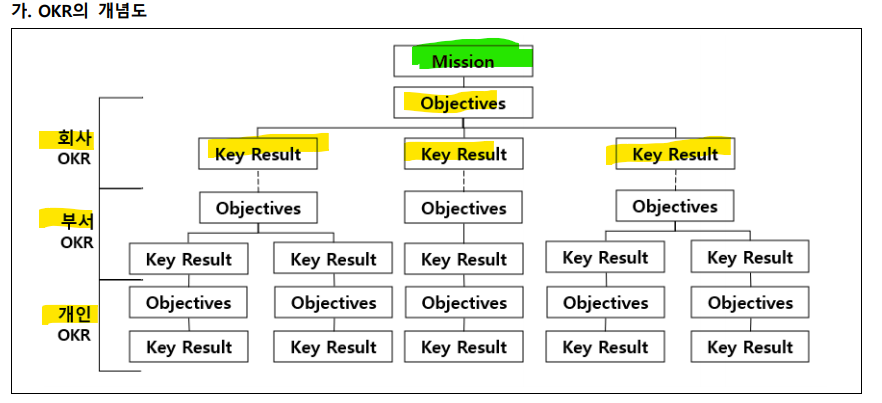 가. OKR의 개념도
Mission
Objectives
회사
OKR
Key Result Key Result Key Result
부서
OKR
Objectives Objectives Objectives
Key Result Key Result Key Result Key Result Key Result
개인
OKR
Objectives Objectives Objectives Objectives Objectives
Key Result Key Result Key Result Key Result Key Result